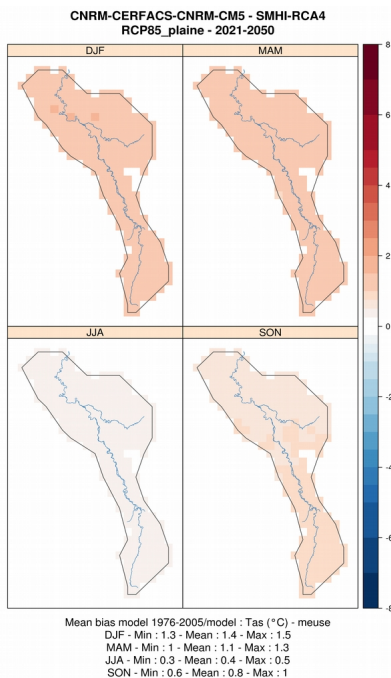 CNRM-CERFACS-CNRM-CM5 - SMHI-RCA4
RCP85_plaine - 2021-2050
DJF
MAM
JJA
SON
8
6
4
2
0
-2
-4
-6
-8
Mean bias model 1976-2005/model : Tas (°C) - meuse
DJF - Min : 1.3 - Mean : 1.4 - Max : 1.5
MAM - Min : 1 - Mean : 1.1 - Max : 1.3
JJA - Min : 0.3 - Mean : 0.4 - Max : 0.5
SON - Min : 0.6 - Mean : 0.8 - Max : 1